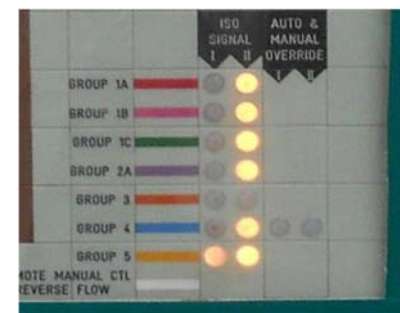 ISO
SIGNAL
I II
AUTO &
MANUAL
OVERRIDE
I II
GROUP 1A
GROUP 1B
GROUP 1C
GROUP 2A
GROUP 3
GROUP 4
GROUP 5
MOTE MANUAL CTL
REVERSE FLOW